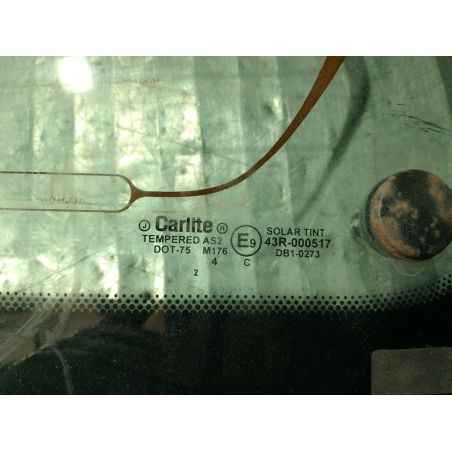 J Carlite R
TEMPERED AS2
DOT-75 M176
2 4
E9
C
SOLAR TINT
43R-000517
DB1-0273